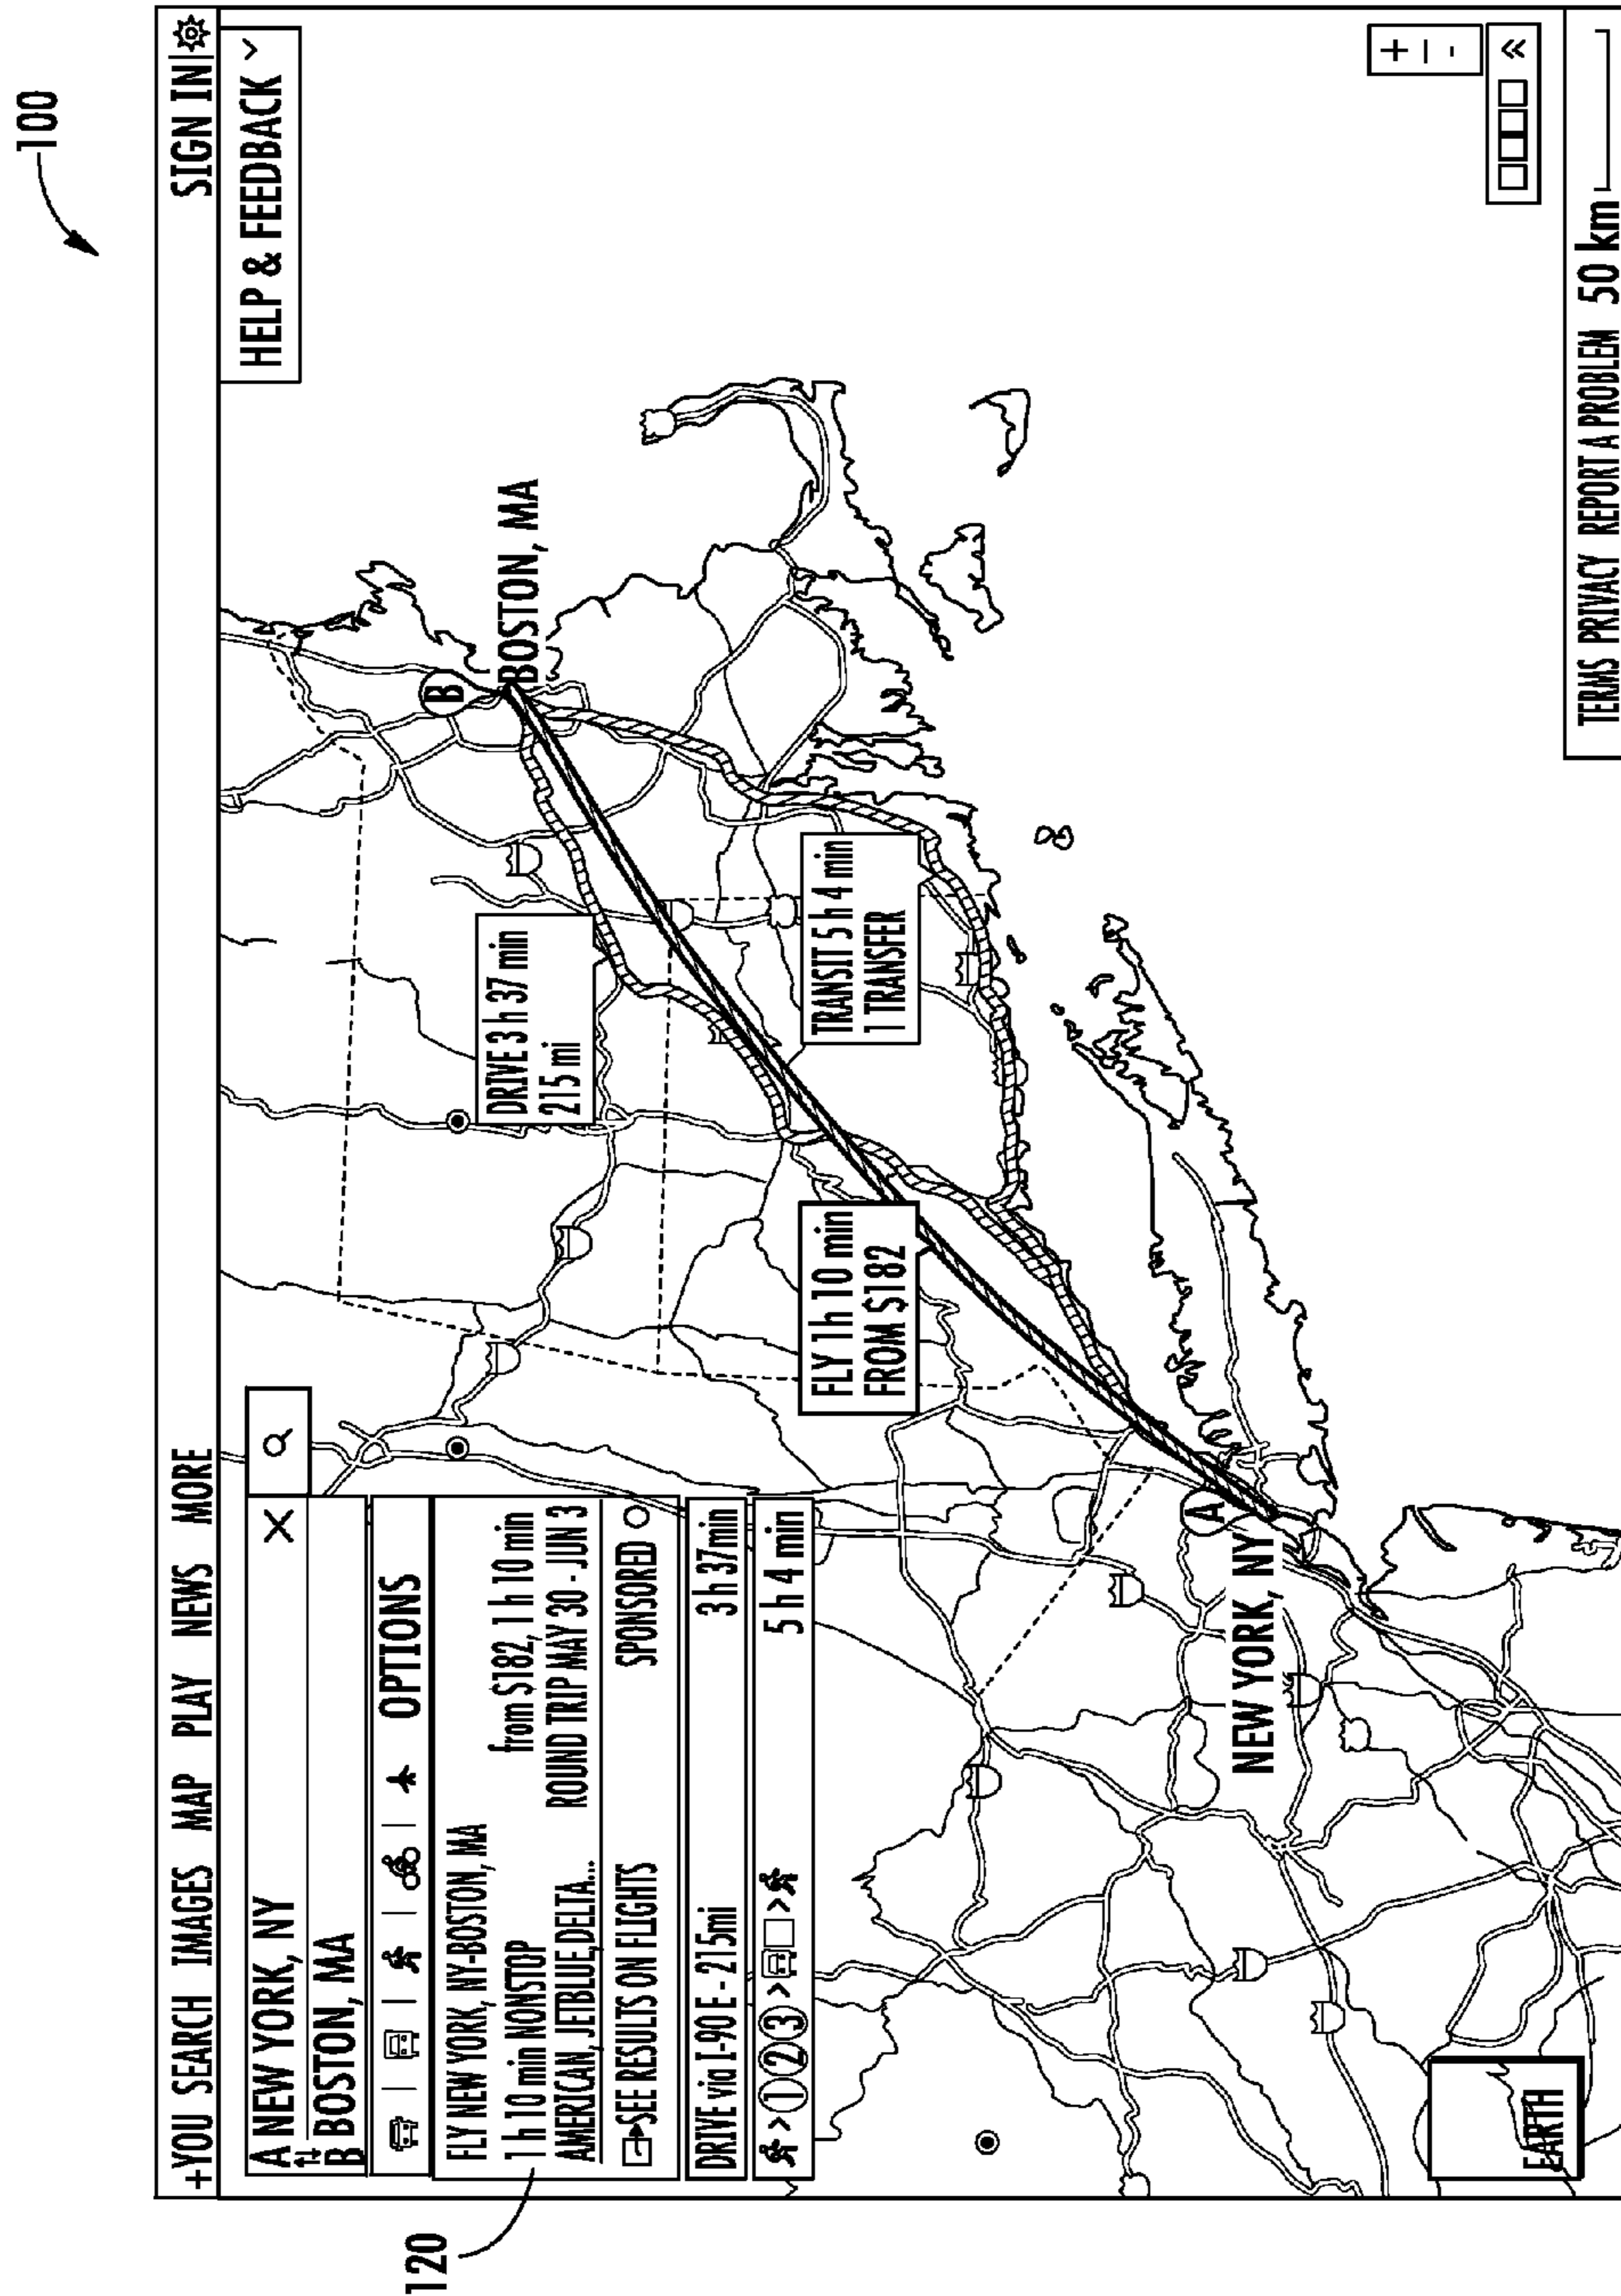 100
+YOU SEARCH IMAGES MAP PLAY NEWS MORE
SIGN IN
HELP & FEEDBACK
A NEW YORK, NY
B BOSTON, MA
OPTIONS
FLY NEW YORK, NY-BOSTON, MA
from $182, 1 h 10 min
1 h 10 min NONSTOP
ROUND TRIP MAY 30 - JUN 3
AMERICAN, JETBLUE,DELTA...
SEE RESULTS ON FLIGHTS
SPONSORED
DRIVE via I-90 E - 215mi
3 h 37min
> 1 2 3 > >
5 h 4 min
120
B
BOSTON, MA
DRIVE 3 h 37 min
215 mi
TRANSIT 5 h 4 min
1 TRANSFER
FLY 1h 10 min
FROM $182
A
NEW YORK, NY
EARTH
TERMS PRIVACY REPORT A PROBLEM 50 km